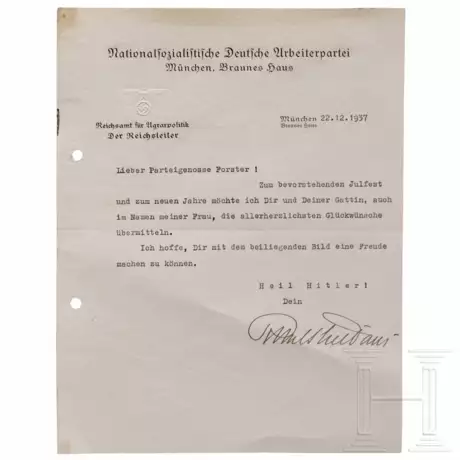 Nationalsozialistische Deutsche Arbeiterpartei
München, Braunes Haus
Reichsamt für Agrarpolitik
Der Reichsleiter
München 22.12.1937
Braunes Haus
Lieber Parteigenosse Forster !
Zum bevorstehenden Julfest
und zum neuen Jahre möchte ich Dir und Deiner Gattin, auch
im Namen meiner Frau, die allerherzlichsten Glückwünsche
übermitteln.
Ich hoffe, Dir mit dem beiliegenden Bild eine Freude
machen zu können.
Heil Hitler!
Dein